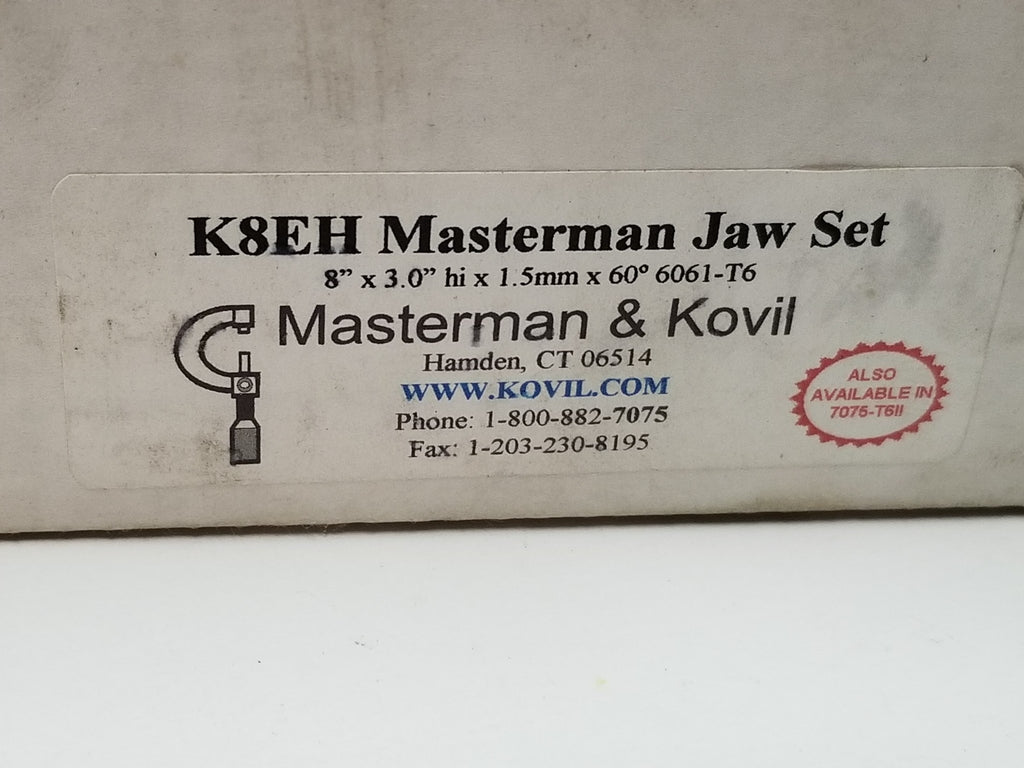 K8EH Masterman Jaw Set
8” x 3.0” hi x 1.5mm x 60° 6061-T6
Masterman & Kovil
Hamden, CT 06514
WWW.KOVIL.COM
Phone: 1-800-882-7075
Fax: 1-203-230-8195
ALSO
AVAILABLE IN
7075-T6!!